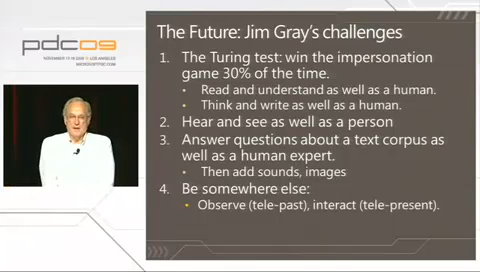 pdc09
NOVEMBER 17-19 2009 LOS ANGELES
MICROSOFTPDC.COM
The Future: Jim Gray's challenges
1. The Turing test: win the impersonation
game 30% of the time.
• Read and understand as well as a human.
• Think and write as well as a human.
2. Hear and see as well as a person
3. Answer questions about a text corpus as
well as a human expert.
• Then add sounds, images
4. Be somewhere else:
• Observe (tele-past), interact (tele-present).